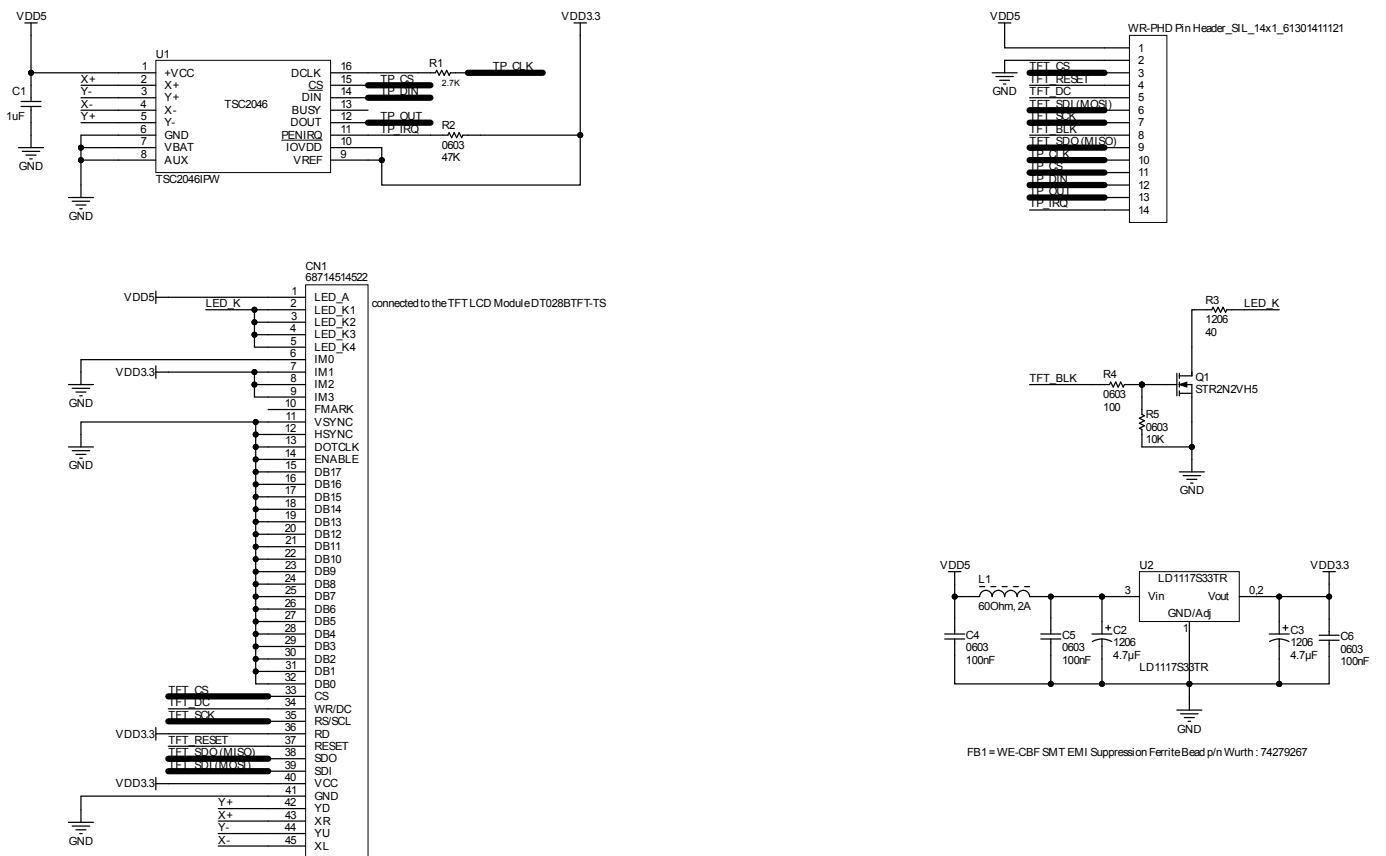 VDD5
VDD3.3
U1
1 +VCC DCLK 16
X+ 2 X+ CS 15 TP_CS
Y- 3 Y+ DIN 14 TP_DIN
X- 4 X- BUSY 13
Y+ 5 Y- DOUT 12 TP_OUT
6 GND PENIRQ 11 TP_IRQ
7 VBAT IOVDD 10
8 AUX VREF 9
TSC2046
TSC2046IPW
C1
1uF
GND
GND
R1
2.7K
TP_CLK
R2
0603
47K
VDD5
WR-PHD Pin Header_SIL_14x1_61301411121
GND
1
2
TFT_CS 3
TFT_RESET 4
TFT_DC 5
TFT_SDI (MOSI) 6
TFT_SCK 7
TFT_BLK 8
TFT_SDO (MISO) 9
TP_CLK 10
TP_CS 11
TP_DIN 12
TP_OUT 13
TP_IRQ 14
CN1
68714514522
connected to the TFT LCD Module DT028BTFT-TS
VDD5 1 LED_A
LED_K 2 LED_K1
3 LED_K2
4 LED_K3
5 LED_K4
6 IM0
VDD3.3 7 IM1
8 IM2
9 IM3
GND
10 FMARK
11 VSYNC
12 HSYNC
13 DOTCLK
14 ENABLE
GND
15 DB17
16 DB16
17 DB15
18 DB14
19 DB13
20 DB12
21 DB11
22 DB10
23 DB9
24 DB8
25 DB7
26 DB6
27 DB5
28 DB4
29 DB3
30 DB2
31 DB1
32 DB0
TFT_CS 33 CS
TFT_DC 34 WR/DC
TFT_SCK 35 RS/SCL
VDD3.3 36 RD
TFT_RESET 37 RESET
TFT_SDO (MISO) 38 SDO
TFT_SDI (MOSI) 39 SDI
VDD3.3 40 VCC
41 GND
Y+ 42 YD
X+ 43 XR
Y- 44 YU
X- 45 XL
GND
R3
1206
40
LED_K
TFT_BLK
R4
0603
100
Q1
STR2N2VH5
R5
0603
10K
GND
VDD5
L1
60Ohm, 2A
U2
LD1117S33TR
3 Vin Vout 0,2
GND/Adj
1
LD1117S33TR
VDD3.3
C4
0603
100nF
C5
0603
100nF
+ C2
1206
4.7µF
+ C3
1206
4.7µF
C6
0603
100nF
GND
FB1 = WE-CBF SMT EMI Suppression Ferrite Bead p/n Wurth : 74279267